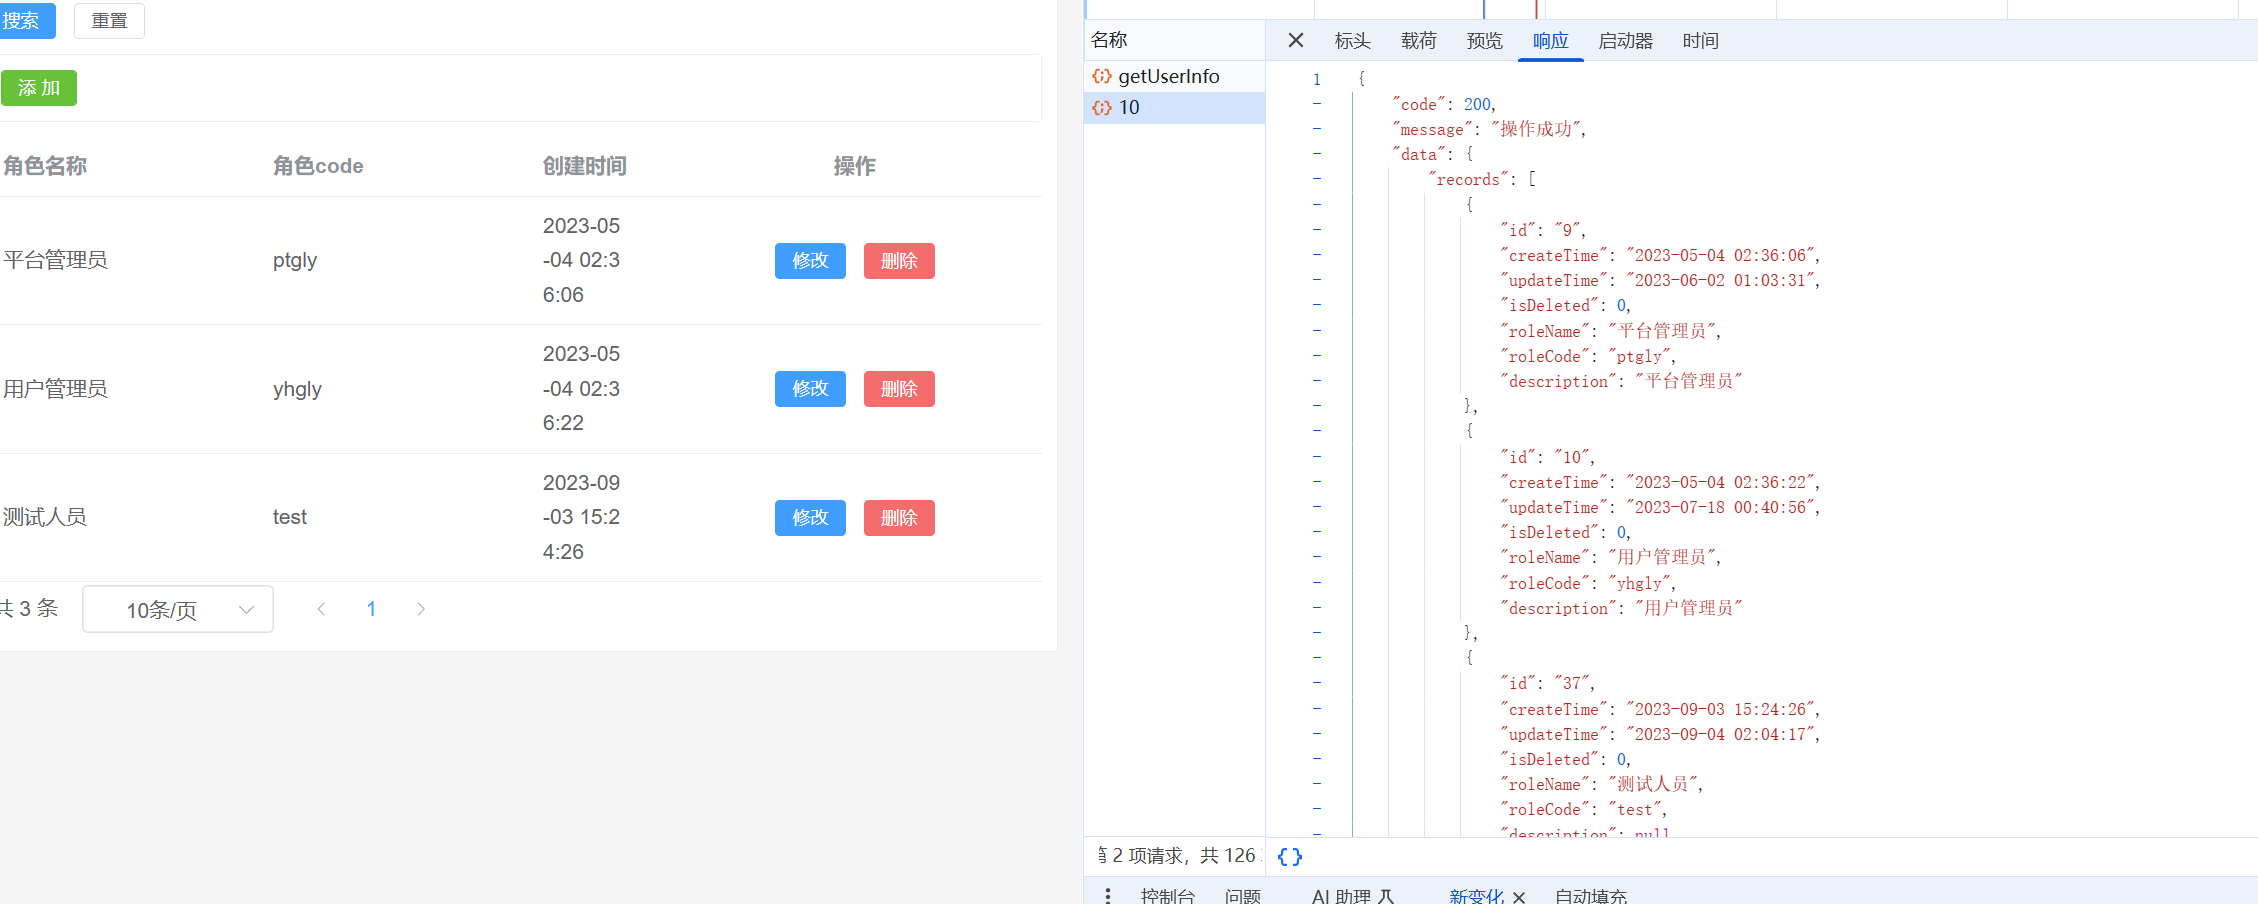 搜索 重置
添 加
角色名称 角色code 创建时间 操作
平台管理员 ptgly 2023-05
-04 02:3
6:06 修改 删除
用户管理员 yhgly 2023-05
-04 02:3
6:22 修改 删除
测试人员 test 2023-09
-03 15:2
4:26 修改 删除
共 3 条 10条/页 1
名称
getUserInfo
10
第 2 项请求，共 126
标头 载荷 预览 响应 启动器 时间
1 {
"code": 200,
"message": "操作成功",
"data": {
"records": [
{
"id": "9",
"createTime": "2023-05-04 02:36:06",
"updateTime": "2023-06-02 01:03:31",
"isDeleted": 0,
"roleName": "平台管理员",
"roleCode": "ptgly",
"description": "平台管理员"
},
{
"id": "10",
"createTime": "2023-05-04 02:36:22",
"updateTime": "2023-07-18 00:40:56",
"isDeleted": 0,
"roleName": "用户管理员",
"roleCode": "yhgly",
"description": "用户管理员"
},
{
"id": "37",
"createTime": "2023-09-03 15:24:26",
"updateTime": "2023-09-04 02:04:17",
"isDeleted": 0,
"roleName": "测试人员",
"roleCode": "test",
"description": null
{}
控制台 问题 AI 助理 新变化 自动填充